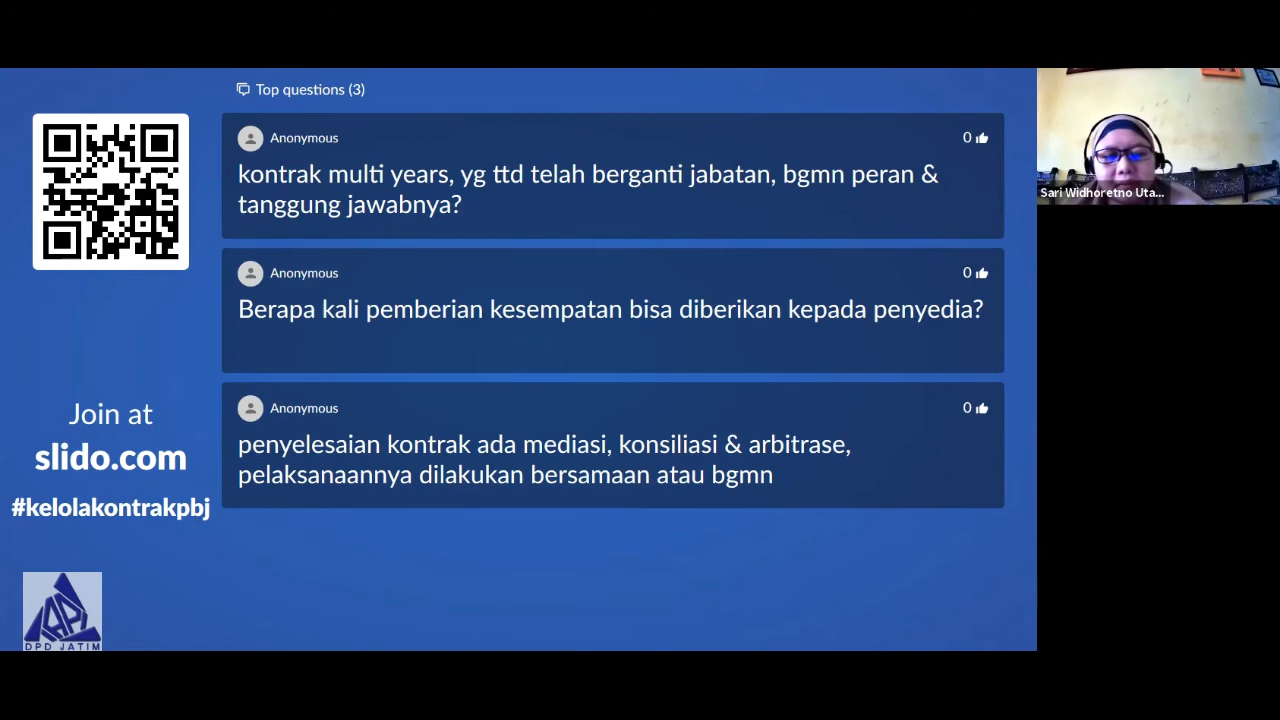 Top questions (3)
Anonymous
0
kontrak multi years, yg ttd telah berganti jabatan, bgmn peran &
tanggung jawabnya?
Anonymous
0
Berapa kali pemberian kesempatan bisa diberikan kepada penyedia?
Anonymous
0
penyelesaian kontrak ada mediasi, konsiliasi & arbitrase,
pelaksanaannya dilakukan bersamaan atau bgmn
Join at
slido.com
#kelolakontrakpbj
DPD JATIM
Sari Widhoretno Uta...